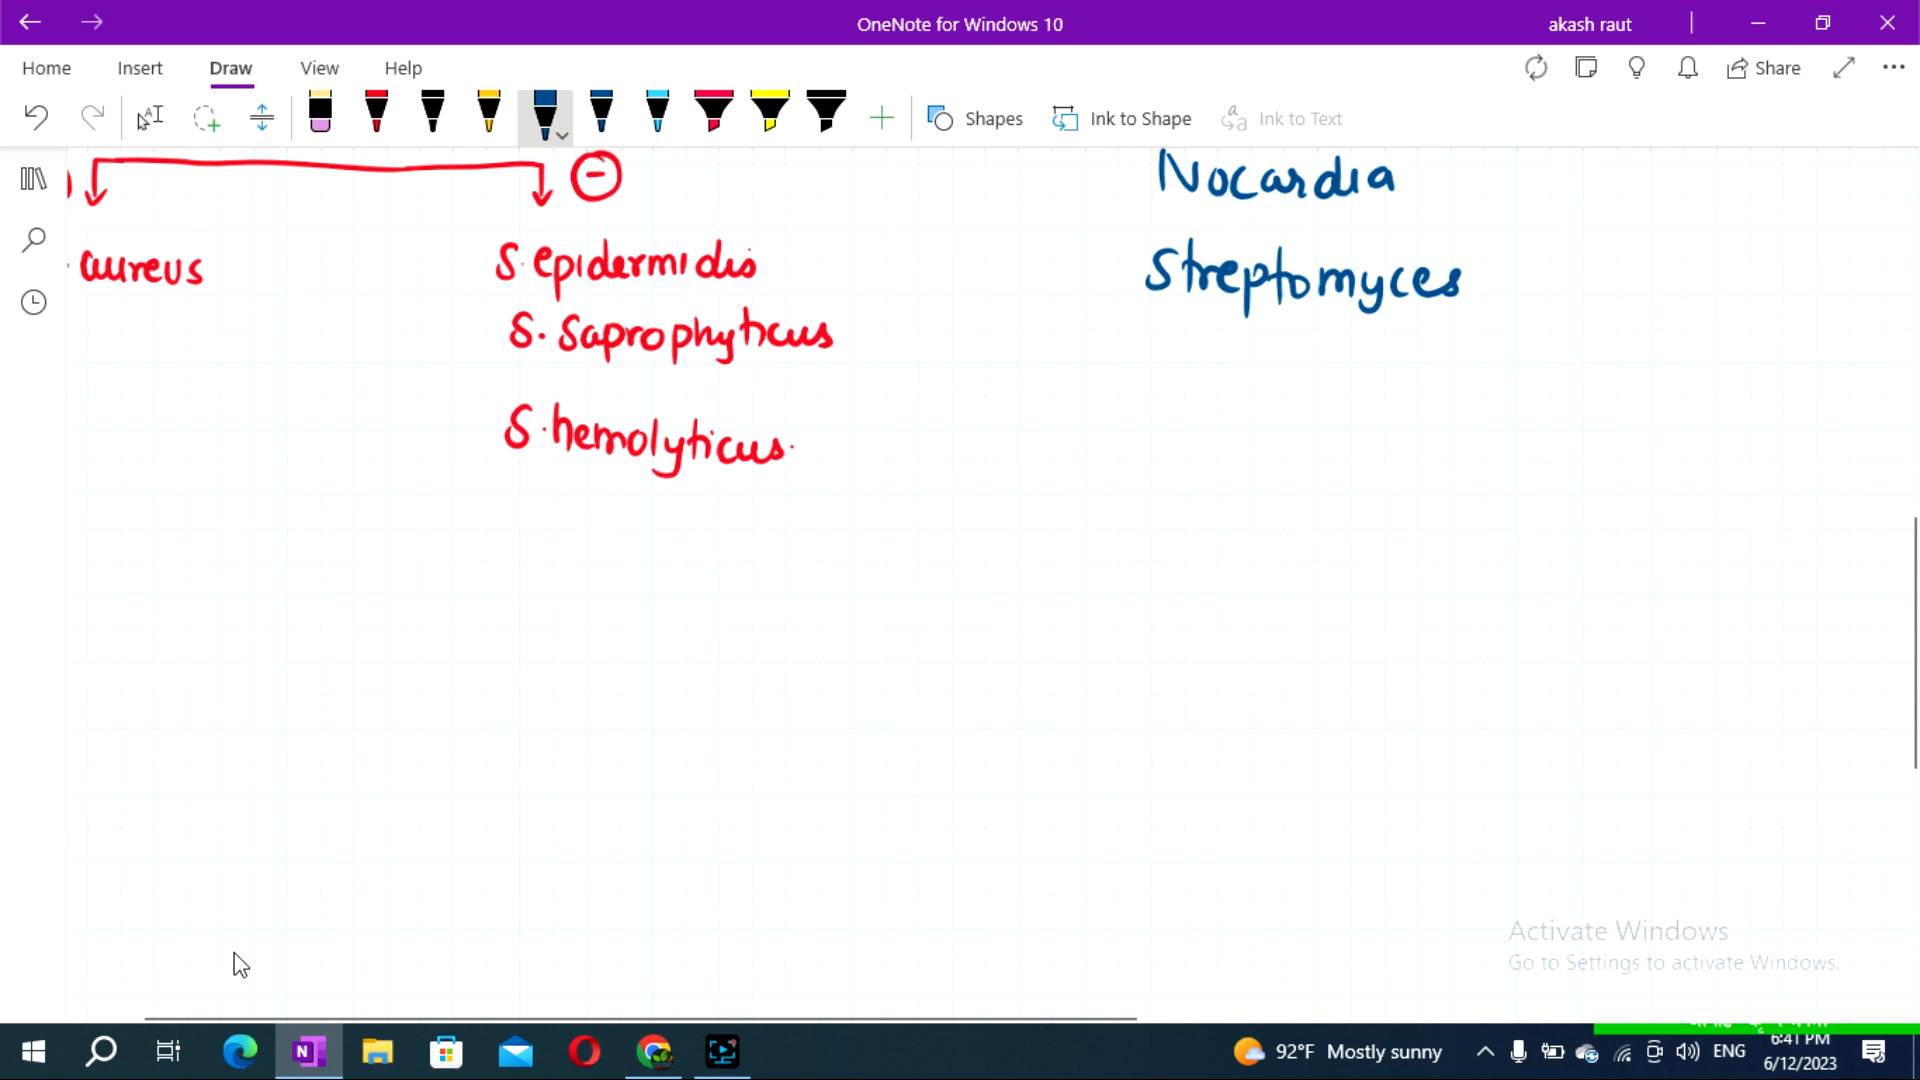 OneNote for Windows 10
akash raut
Home Insert Draw View Help
Share
Shapes
Ink to Shape
Ink to Text
Nocardia
Streptomyces
aureus
S. epidermidis
S. Saprophyticus
S. hemolyticus.
Activate Windows
Go to Settings to activate Windows.
92°F Mostly sunny
ENG
6:41 PM
6/12/2023